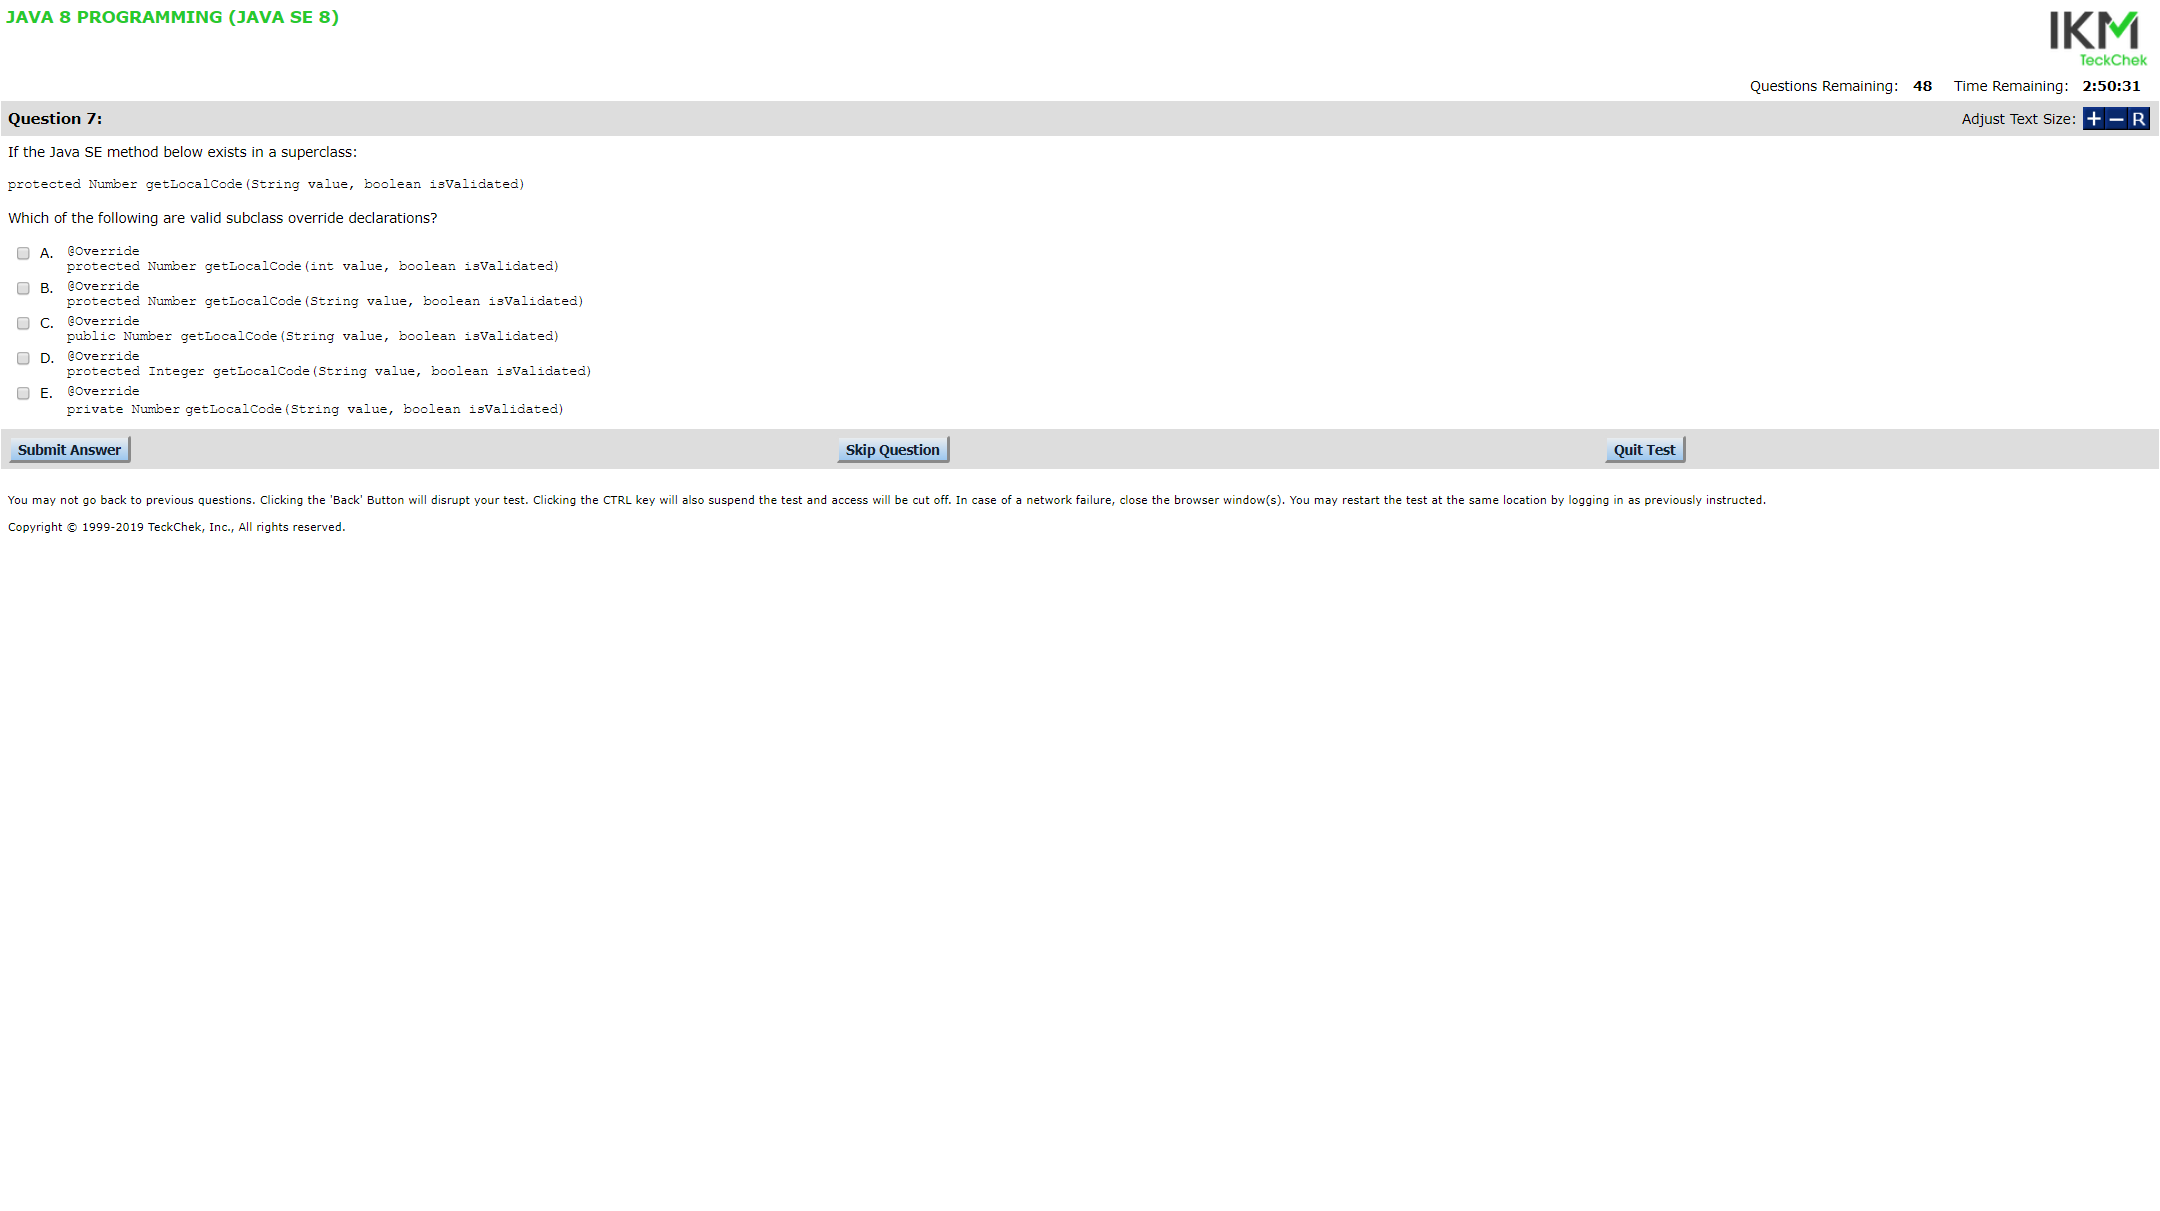 JAVA 8 PROGRAMMING (JAVA SE 8)
IKM
TeckChek
Questions Remaining: 48 Time Remaining: 2:50:31
Question 7:
Adjust Text Size: + – R
If the Java SE method below exists in a superclass:
protected Number getLocalCode(String value, boolean isValidated)
Which of the following are valid subclass override declarations?
A. @Override
protected Number getLocalCode(int value, boolean isValidated)
B. @Override
protected Number getLocalCode(String value, boolean isValidated)
C. @Override
public Number getLocalCode(String value, boolean isValidated)
D. @Override
protected Integer getLocalCode(String value, boolean isValidated)
E. @Override
private Number getLocalCode(String value, boolean isValidated)
Submit Answer Skip Question Quit Test
You may not go back to previous questions. Clicking the 'Back' Button will disrupt your test. Clicking the CTRL key will also suspend the test and access will be cut off. In case of a network failure, close the browser window(s). You may restart the test at the same location by logging in as previously instructed.
Copyright © 1999-2019 TeckChek, Inc., All rights reserved.